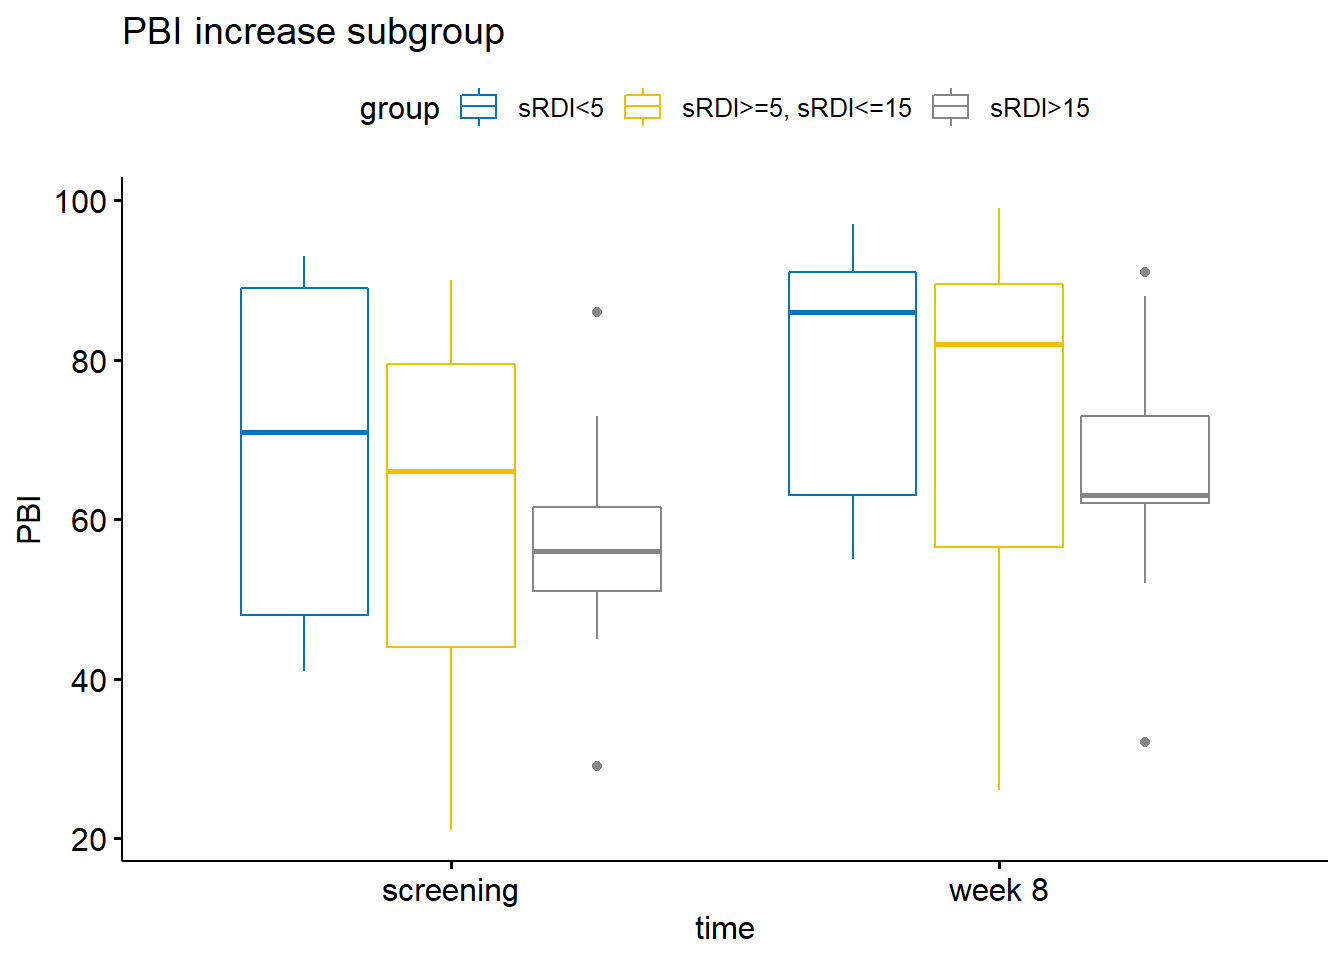 PBI increase subgroup
group sRDI<5 sRDI>=5, sRDI<=15 sRDI>15
100
80
60
40
20
PBI
screening week 8
time